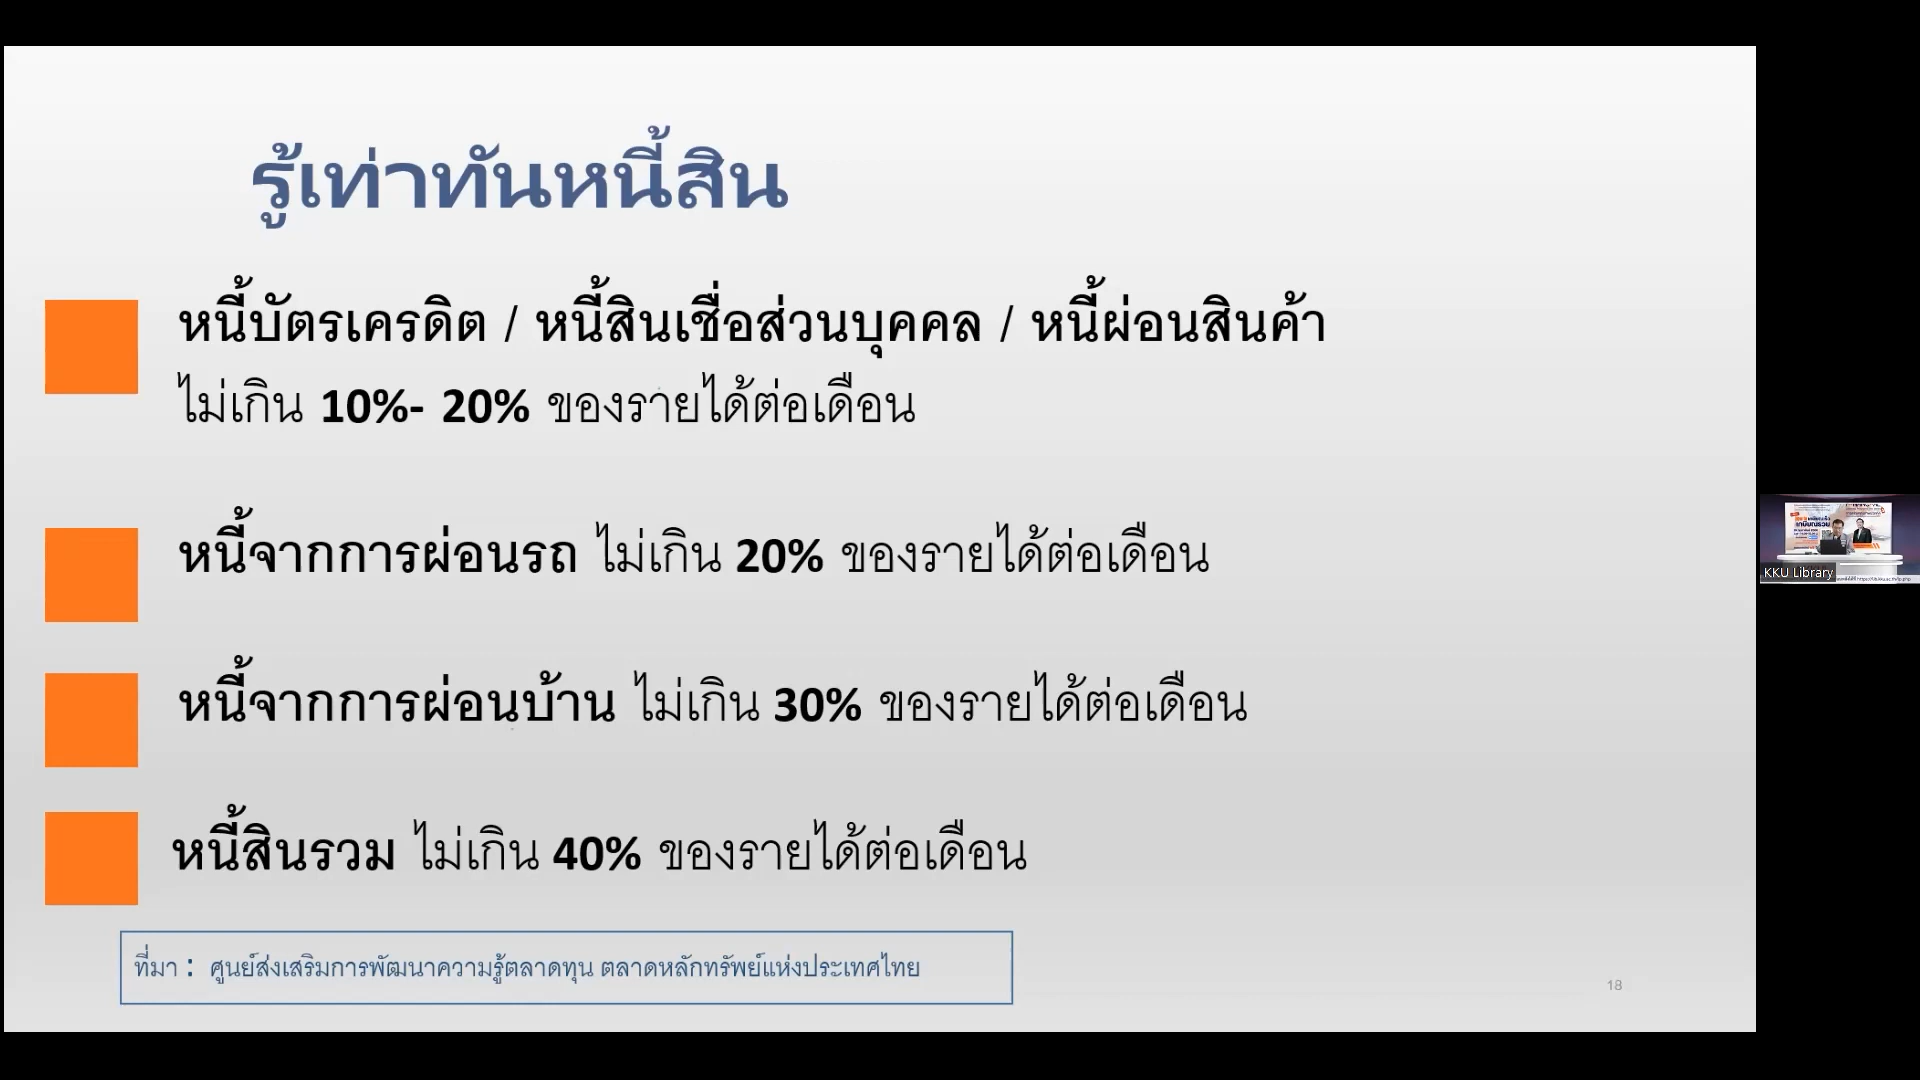 รู้เท่าทันหนี้สิน
หนี้บัตรเครดิต / หนี้สินเชื่อส่วนบุคคล / หนี้ผ่อนสินค้า
ไม่เกิน 10%- 20% ของรายได้ต่อเดือน
หนี้จากการผ่อนรถ ไม่เกิน 20% ของรายได้ต่อเดือน
หนี้จากการผ่อนบ้าน ไม่เกิน 30% ของรายได้ต่อเดือน
หนี้สินรวม ไม่เกิน 40% ของรายได้ต่อเดือน
ที่มา : ศูนย์ส่งเสริมการพัฒนาความรู้ตลาดทุน ตลาดหลักทรัพย์แห่งประเทศไทย
18
KKU Library